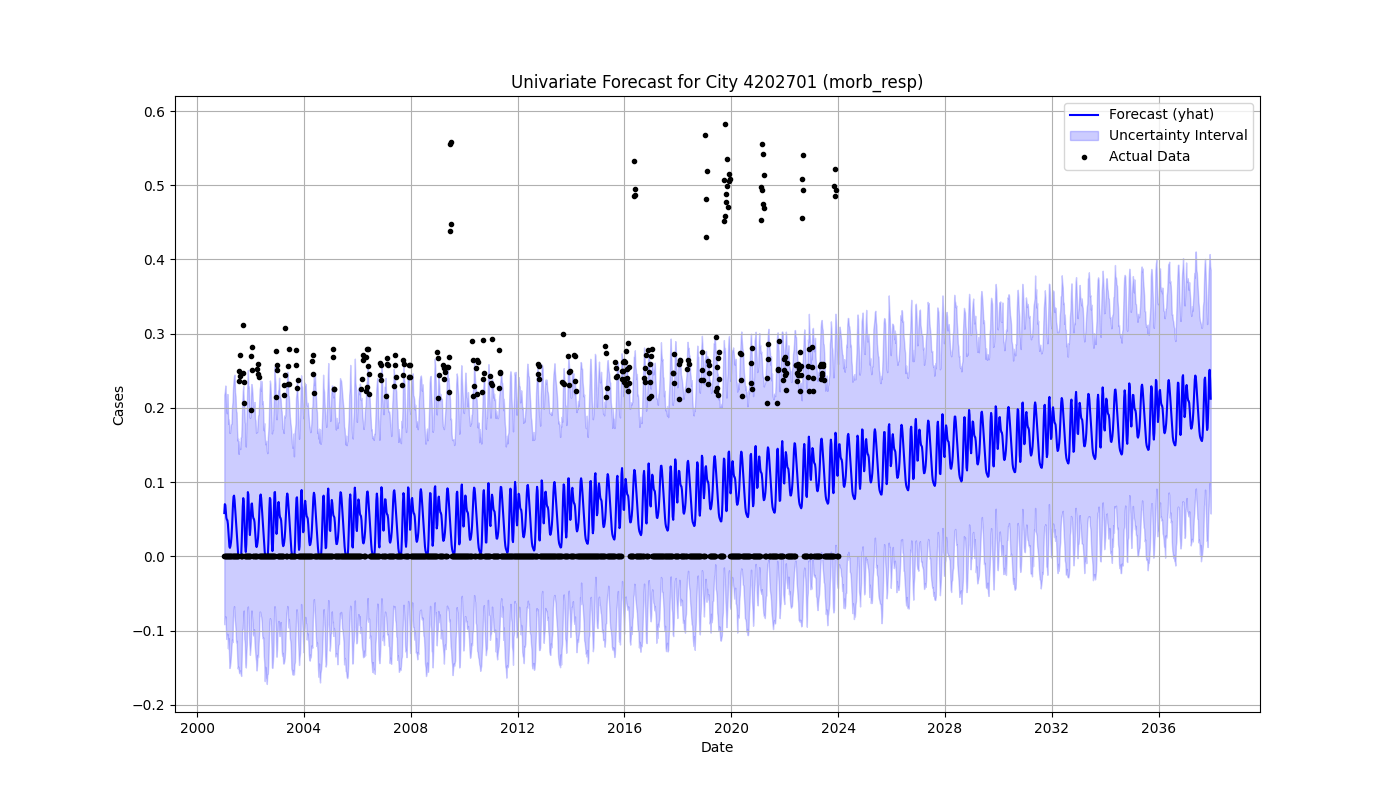 Univariate Forecast for City 4202701 (morb_resp)
Forecast (yhat)
Uncertainty Interval
Actual Data
Cases
0.6
0.5
0.4
0.3
0.2
0.1
0.0
−0.1
−0.2
2000 2004 2008 2012 2016 2020 2024 2028 2032 2036
Date